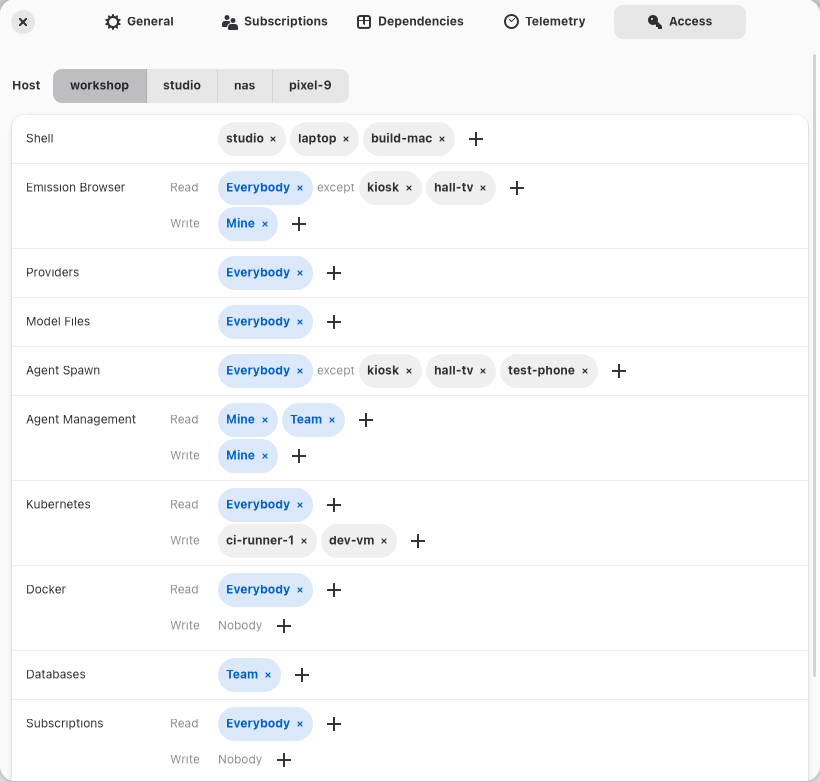 General Subscriptions Dependencies Telemetry Access
Host workshop studio nas pixel-9
Shell studio × laptop × build-mac ×
Emission Browser Read Everybody × except kiosk × hall-tv ×
Write Mine ×
Providers Everybody ×
Model Files Everybody ×
Agent Spawn Everybody × except kiosk × hall-tv × test-phone ×
Agent Management Read Mine × Team ×
Write Mine ×
Kubernetes Read Everybody ×
Write ci-runner-1 × dev-vm ×
Docker Read Everybody ×
Write Nobody
Databases Team ×
Subscriptions Read Everybody ×
Write Nobody